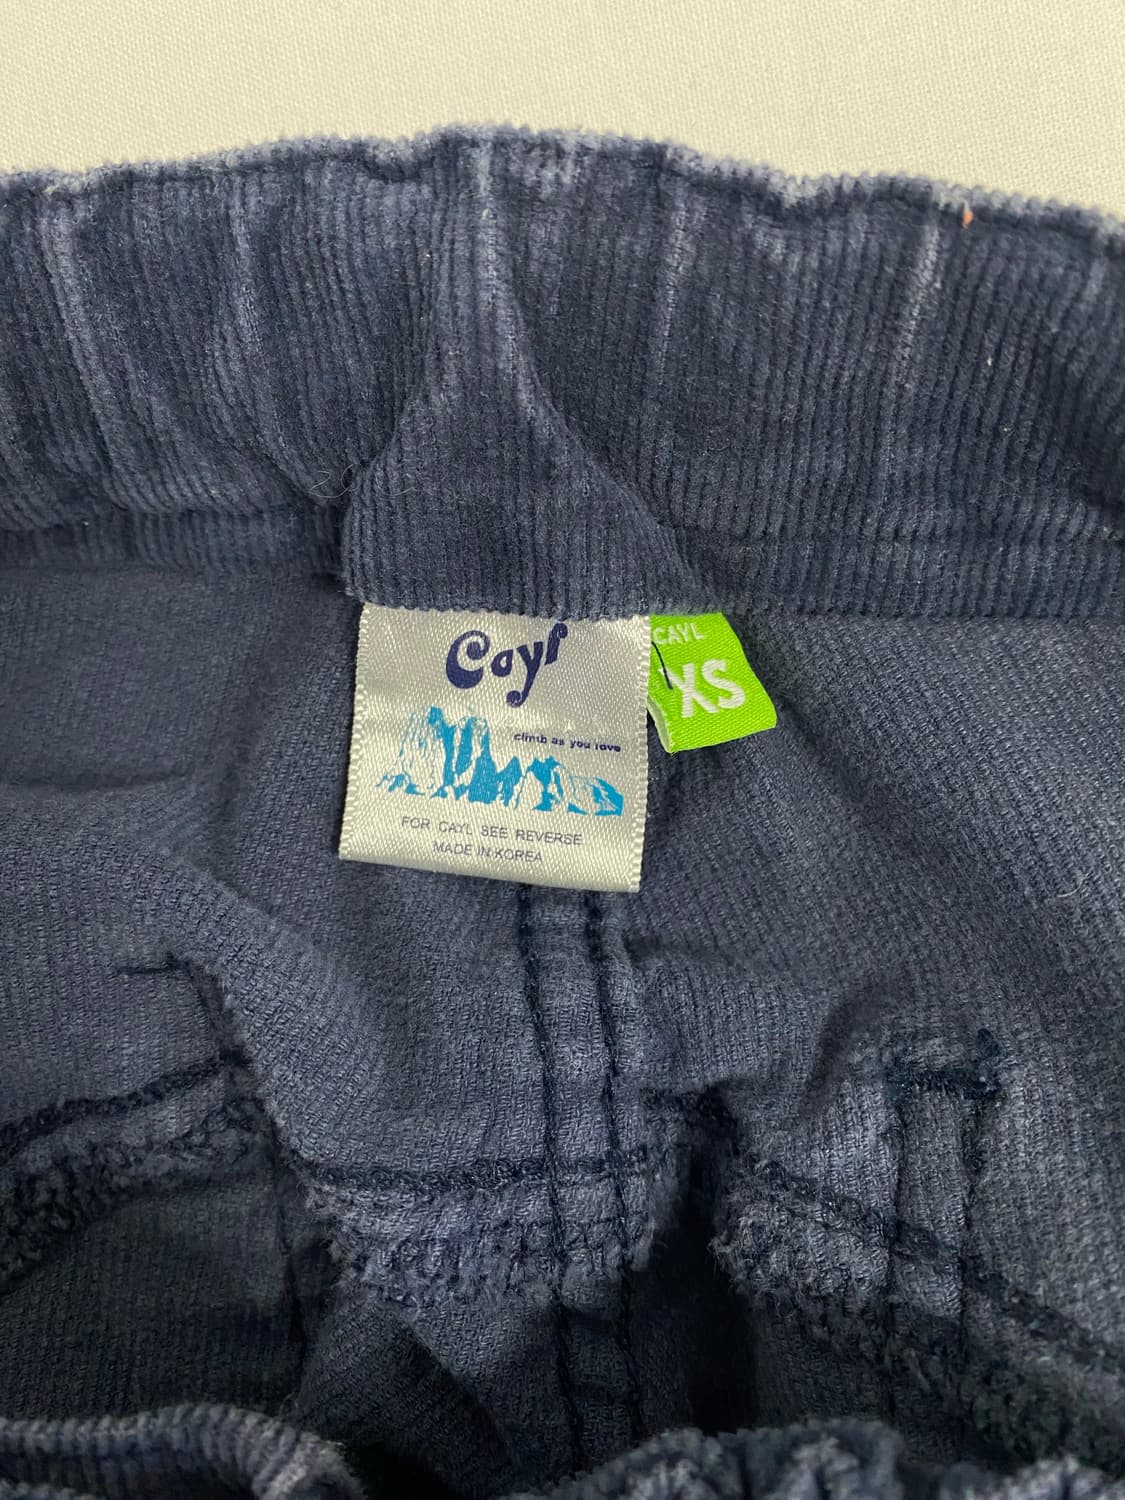 Cayl
climb as you love
FOR CAYL SEE REVERSE
MADE IN KOREA
CAYL
XS